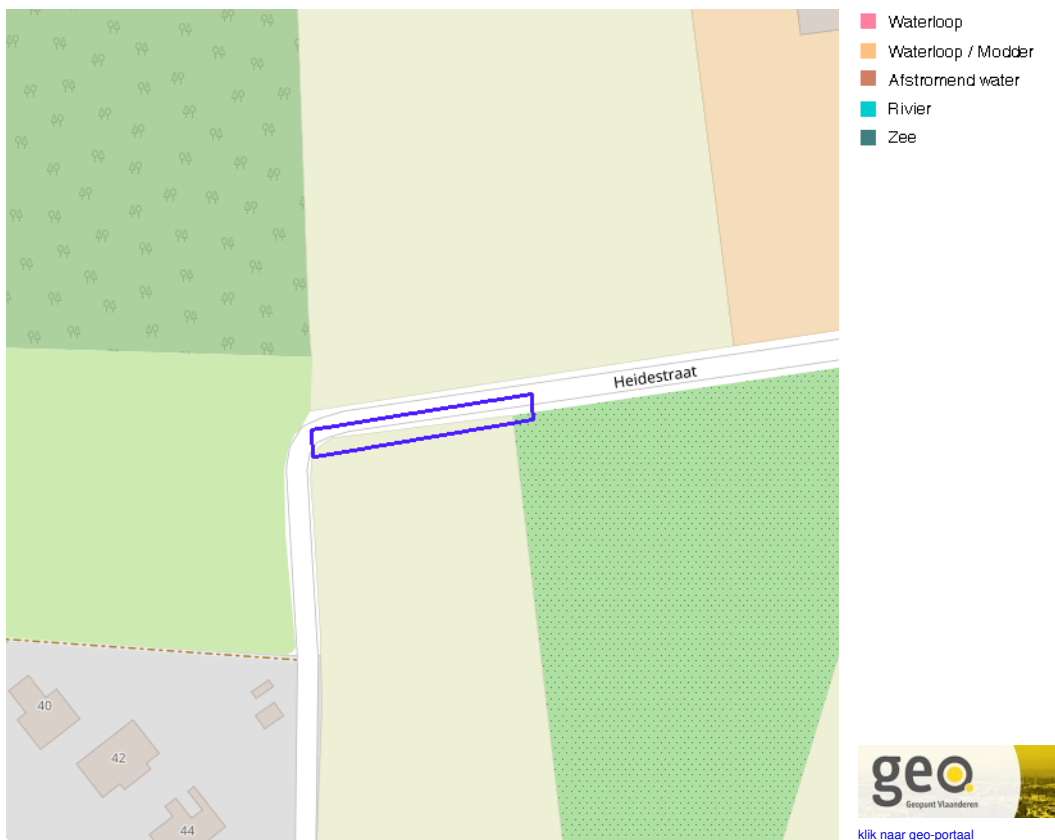 Waterloop
Waterloop / Modder
Afstromend water
Rivier
Zee
Heidestraat
40
42
44
geo
Geopunt Vlaanderen
klik naar geo-portaal